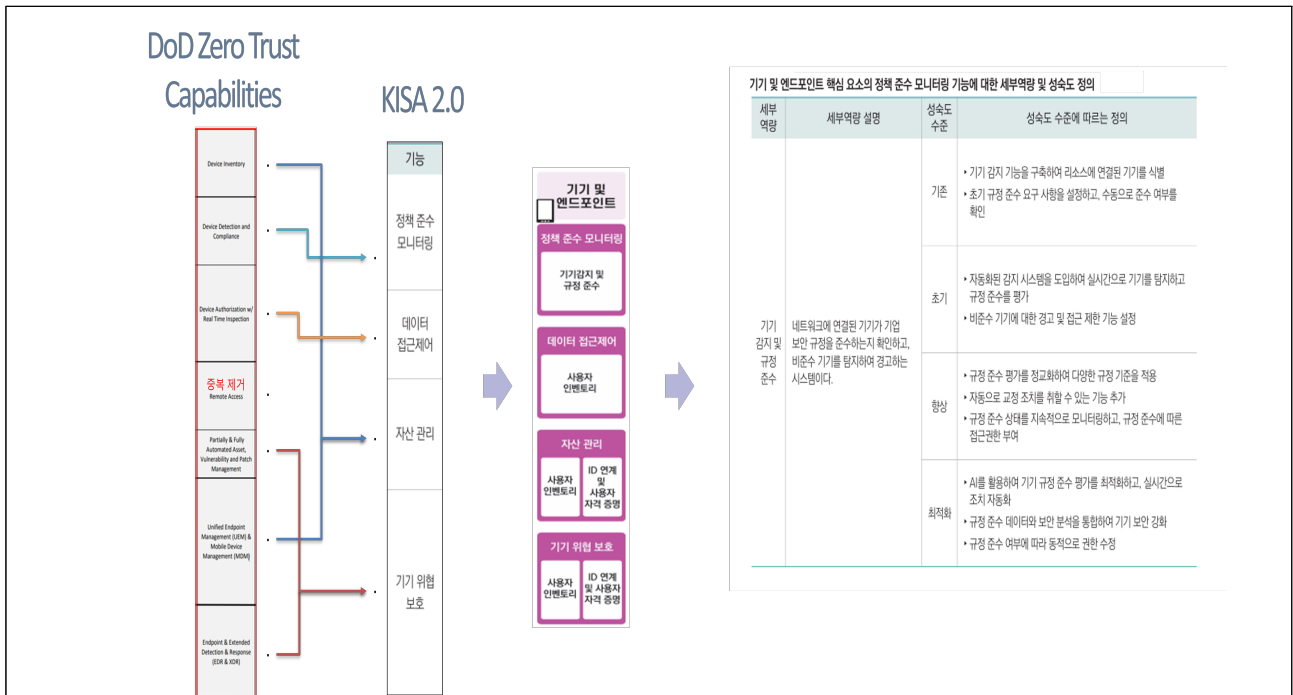 DoD Zero Trust
Capabilities
Device Inventory
Device Detection and
Compliance
Device Authorization w/
Real Time Inspection
중복 제거
Remote Access
Partially & Fully
Automated Asset,
Vulnerability and Patch
Management
Unified Endpoint
Management (UEM) &
Mobile Device
Management (MDM)
Endpoint & Extended
Detection & Response
(EDR & XDR)
KISA 2.0
기능
정책 준수
모니터링
데이터
접근제어
자산 관리
기기 위협
보호
기기 및
엔드포인트
정책 준수 모니터링
기기감지 및
규정 준수
데이터 접근제어
사용자
인벤토리
자산 관리
사용자
인벤토리
ID 연계
및
사용자
자격 증명
기기 위협 보호
사용자
인벤토리
ID 연계
및 사용자
자격 증명
기기 및 엔드포인트 핵심 요소의 정책 준수 모니터링 기능에 대한 세부역량 및 성숙도 정의
세부
역량
세부역량 설명
성숙도
수준
성숙도 수준에 따르는 정의
기기
감지 및
규정
준수
네트워크에 연결된 기기가 기업
보안 규정을 준수하는지 확인하고,
비준수 기기를 탐지하여 경고하는
시스템이다.
기존
‣ 기기 감지 기능을 구축하여 리소스에 연결된 기기를 식별
‣ 초기 규정 준수 요구 사항을 설정하고, 수동으로 준수 여부를
확인
초기
‣ 자동화된 감지 시스템을 도입하여 실시간으로 기기를 탐지하고
규정 준수를 평가
‣ 비준수 기기에 대한 경고 및 접근 제한 기능 설정
향상
‣ 규정 준수 평가를 정교화하여 다양한 규정 기준을 적용
‣ 자동으로 교정 조치를 취할 수 있는 기능 추가
‣ 규정 준수 상태를 지속적으로 모니터링하고, 규정 준수에 따른
접근권한 부여
최적화
‣ AI를 활용하여 기기 규정 준수 평가를 최적화하고, 실시간으로
조치 자동화
‣ 규정 준수 데이터와 보안 분석을 통합하여 기기 보안 강화
‣ 규정 준수 여부에 따라 동적으로 권한 수정